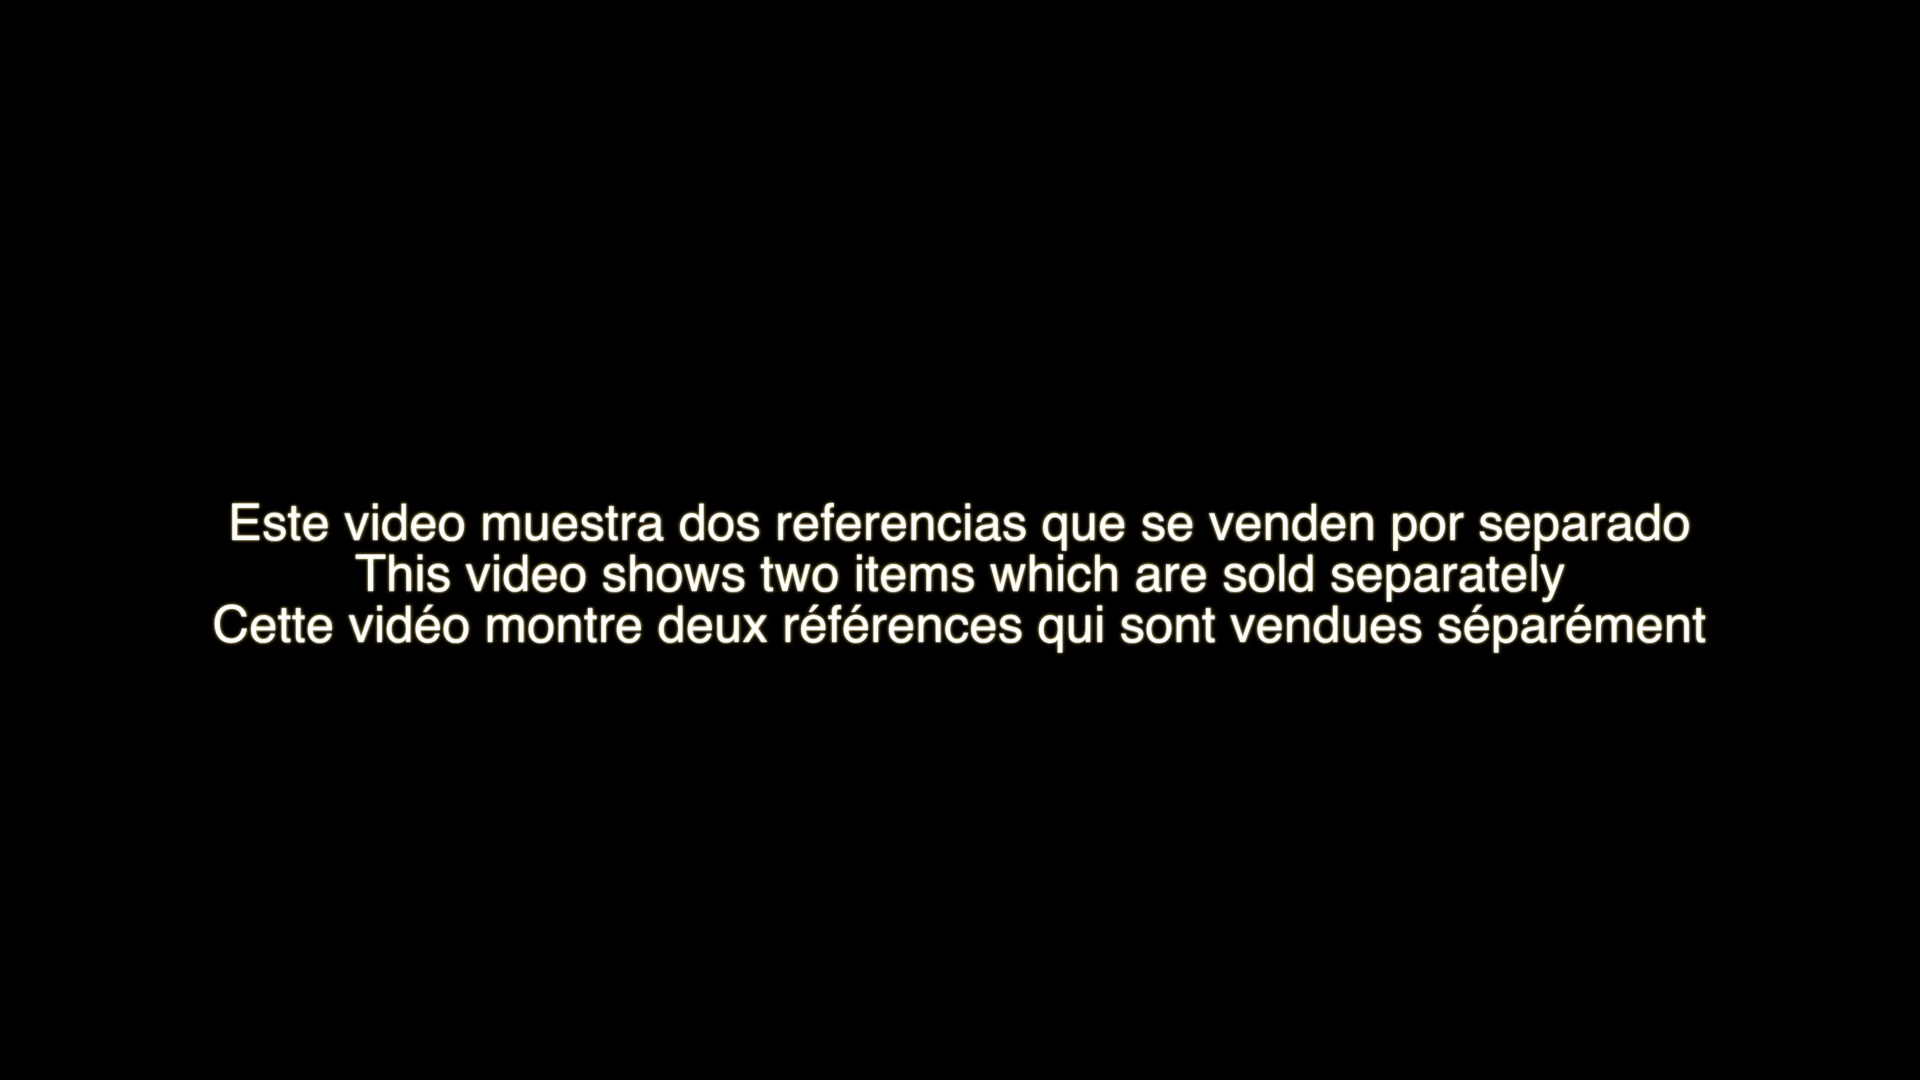 Este video muestra dos referencias que se venden por separado
This video shows two items which are sold separately
Cette vidéo montre deux références qui sont vendues séparément